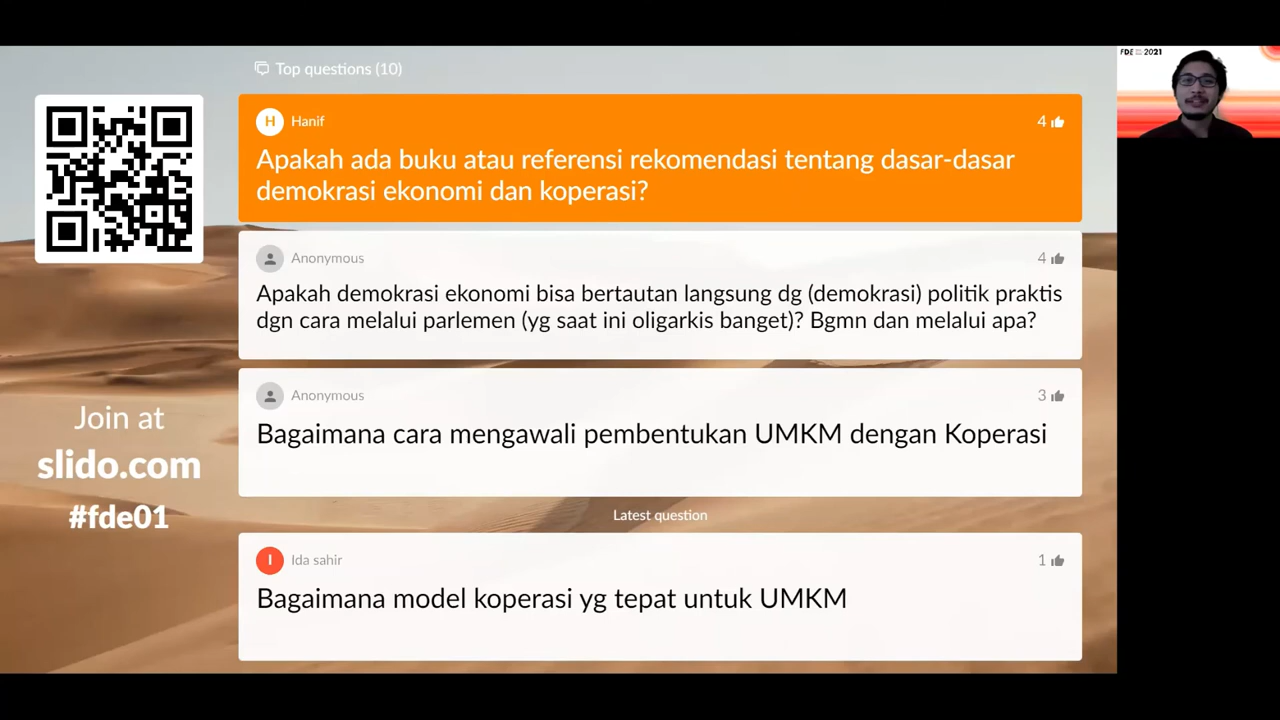 Top questions (10)
H Hanif 4
Apakah ada buku atau referensi rekomendasi tentang dasar-dasar
demokrasi ekonomi dan koperasi?
Anonymous 4
Apakah demokrasi ekonomi bisa bertautan langsung dg (demokrasi) politik praktis
dgn cara melalui parlemen (yg saat ini oligarkis banget)? Bgmn dan melalui apa?
Anonymous 3
Bagaimana cara mengawali pembentukan UMKM dengan Koperasi
Latest question
I Ida sahir 1
Bagaimana model koperasi yg tepat untuk UMKM
Join at
slido.com
#fde01
FDE 2021